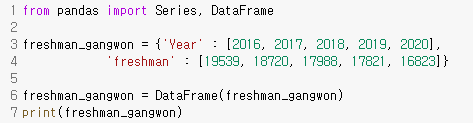 1 from pandas import Series, DataFrame
2
3 freshman_gangwon = {'Year' : [2016, 2017, 2018, 2019, 2020],
4             'freshman' : [19539, 18720, 17988, 17821, 16823]}
5
6 freshman_gangwon = DataFrame(freshman_gangwon)
7 print(freshman_gangwon)